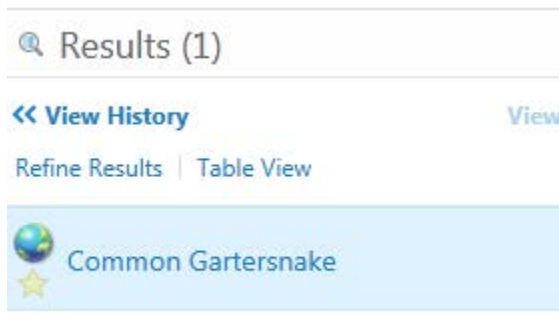 Results (1)
<< View History View
Refine Results | Table View
Common Gartersnake